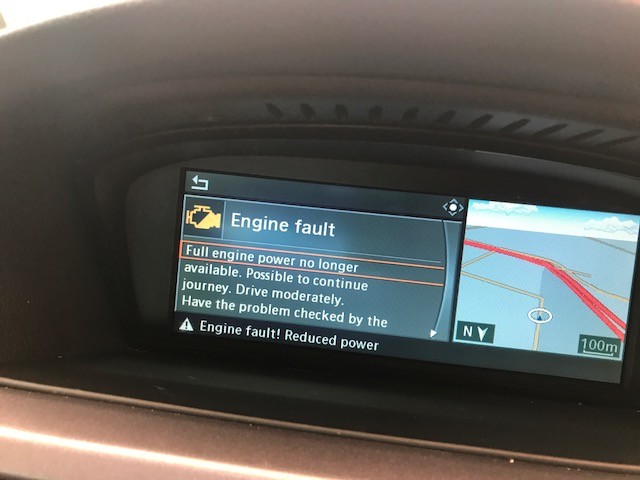 Engine fault
Full engine power no longer
available. Possible to continue
journey. Drive moderately.
Have the problem checked by the
Engine fault! Reduced power
N
100m